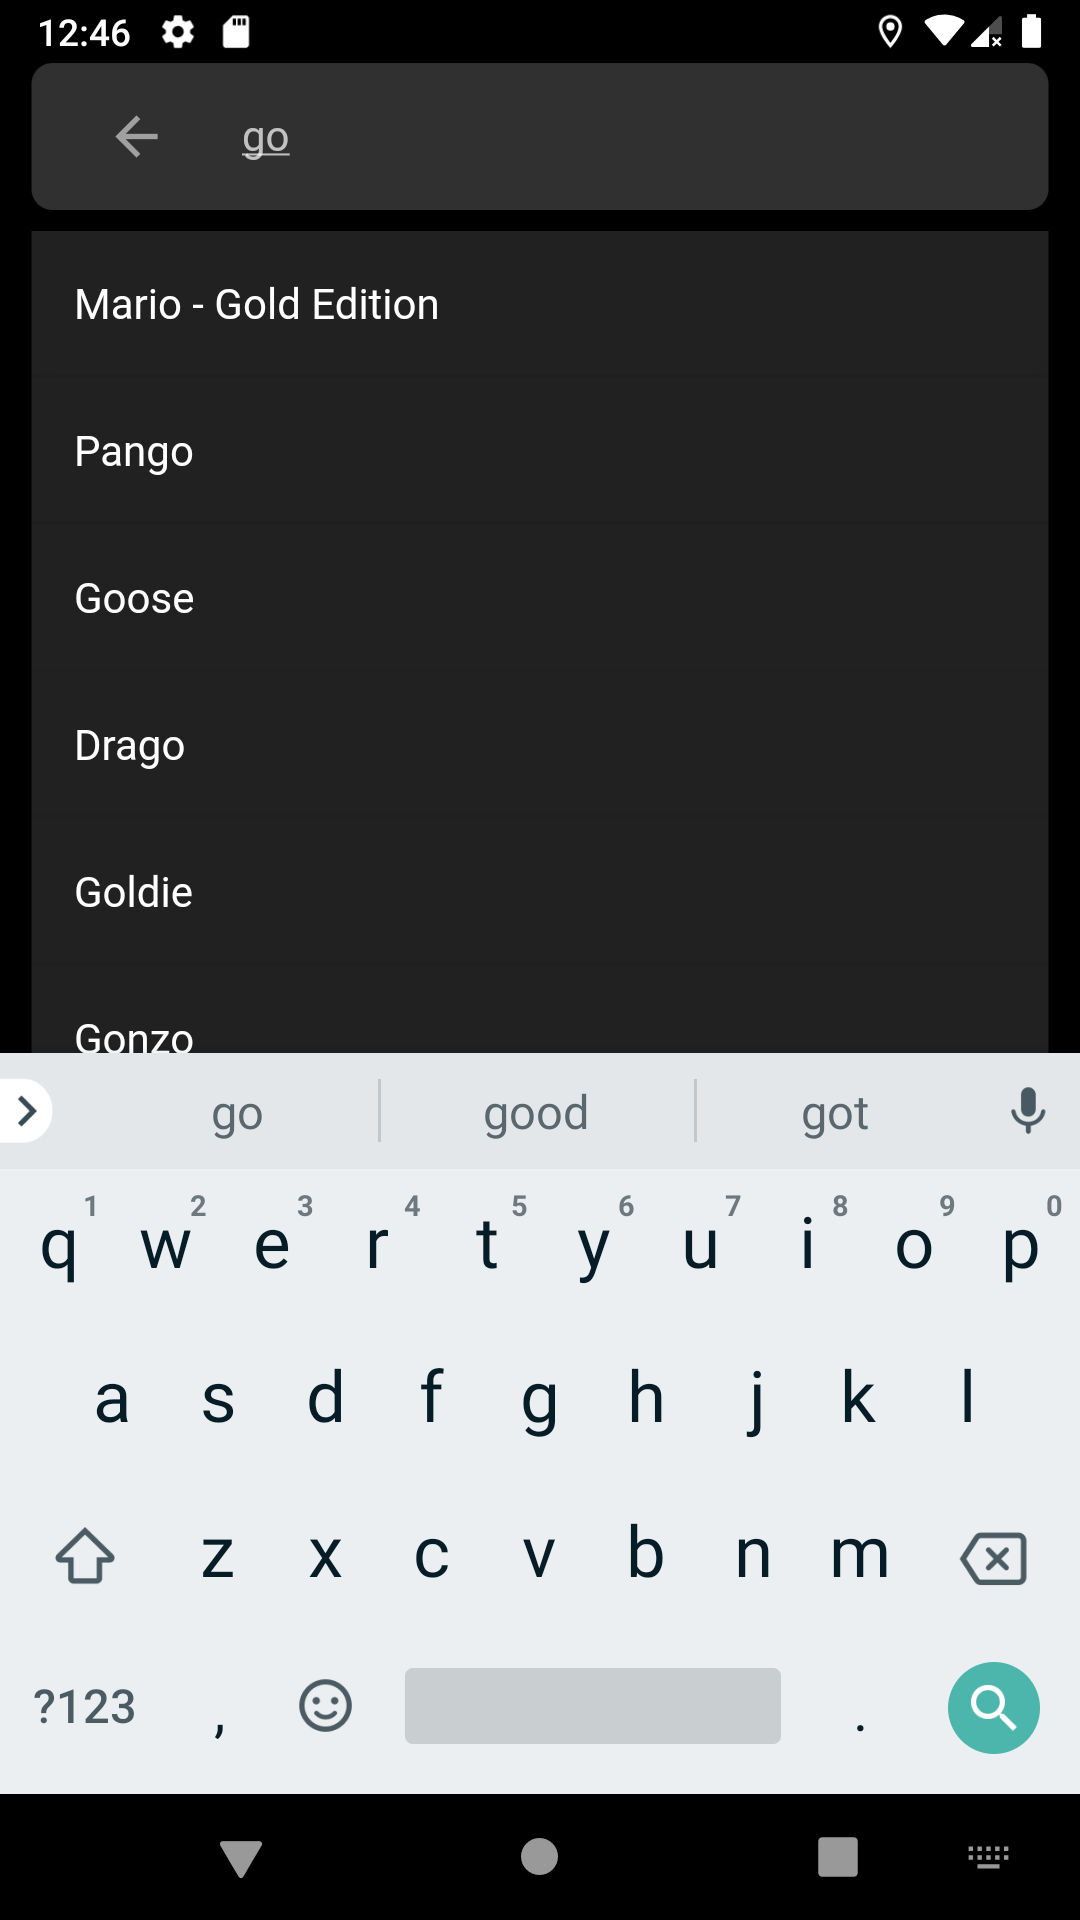 12:46
go
Mario - Gold Edition
Pango
Goose
Drago
Goldie
Gonzo
go good got
1 2 3 4 5 6 7 8 9 0
q w e r t y u i o p
a s d f g h j k l
z x c v b n m
?123 , .